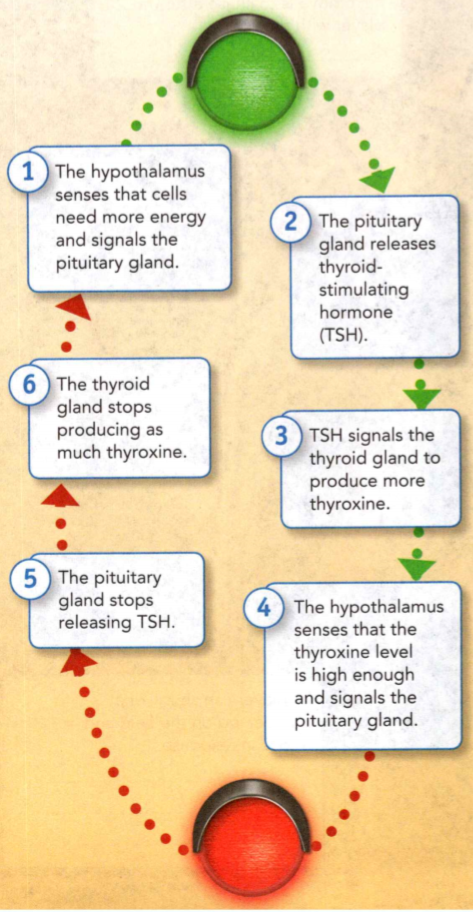 1
The hypothalamus
senses that cells
need more energy
and signals the
pituitary gland.
2
The pituitary
gland releases
thyroid-
stimulating
hormone
(TSH).
3
TSH signals the
thyroid gland to
produce more
thyroxine.
4
The hypothalamus
senses that the
thyroxine level
is high enough
and signals the
pituitary gland.
5
The pituitary
gland stops
releasing TSH.
6
The thyroid
gland stops
producing as
much thyroxine.